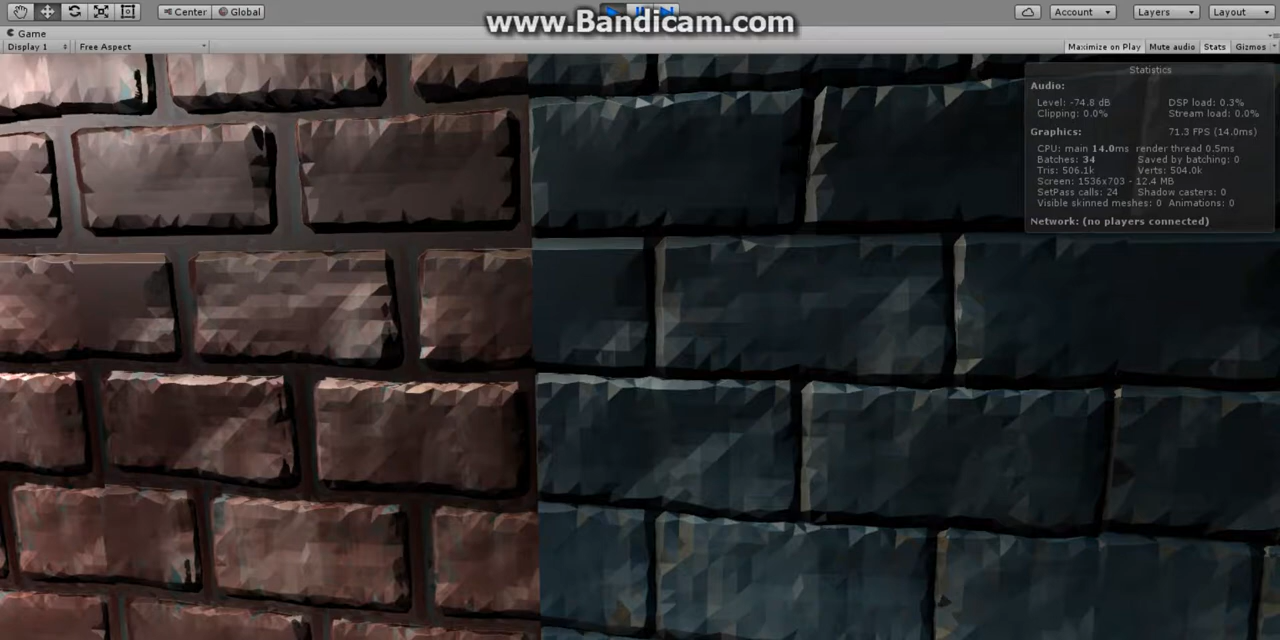 Center Global
www.Bandicam.com
Account Layers Layout
Game
Display 1 Free Aspect
Maximize on Play Mute audio Stats Gizmos
Statistics
Audio:
Level: -74.8 dB DSP load: 0.3%
Clipping: 0.0% Stream load: 0.0%
Graphics: 71.3 FPS (14.0ms)
CPU: main 14.0ms render thread 0.5ms
Batches: 34 Saved by batching: 0
Tris: 506.1k Verts: 504.0k
Screen: 1536x703 - 12.4 MB
SetPass calls: 24 Shadow casters: 0
Visible skinned meshes: 0 Animations: 0
Network: (no players connected)